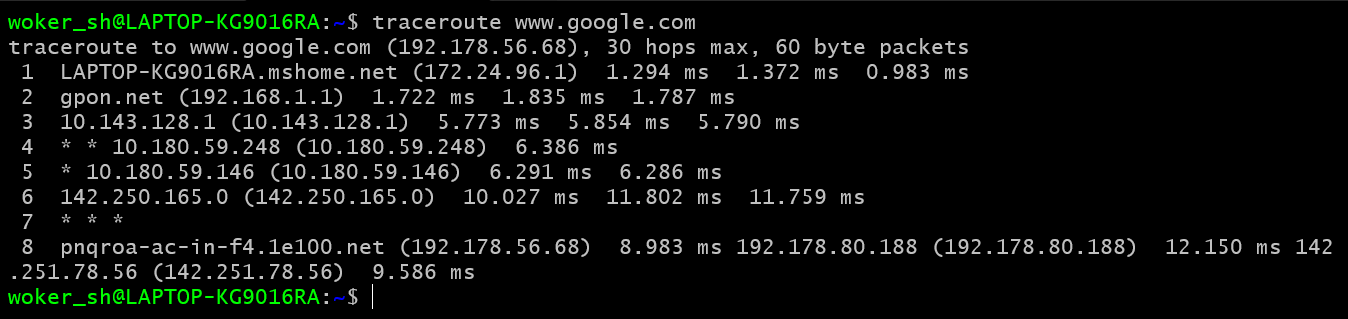 woker_sh@LAPTOP-KG9016RA:~$ traceroute www.google.com
traceroute to www.google.com (192.178.56.68), 30 hops max, 60 byte packets
 1  LAPTOP-KG9016RA.mshome.net (172.24.96.1)  1.294 ms  1.372 ms  0.983 ms
 2  gpon.net (192.168.1.1)  1.722 ms  1.835 ms  1.787 ms
 3  10.143.128.1 (10.143.128.1)  5.773 ms  5.854 ms  5.790 ms
 4  * * 10.180.59.248 (10.180.59.248)  6.386 ms
 5  * 10.180.59.146 (10.180.59.146)  6.291 ms  6.286 ms
 6  142.250.165.0 (142.250.165.0)  10.027 ms  11.802 ms  11.759 ms
 7  * * *
 8  pnqroa-ac-in-f4.1e100.net (192.178.56.68)  8.983 ms 192.178.80.188 (192.178.80.188)  12.150 ms 142
.251.78.56 (142.251.78.56)  9.586 ms
woker_sh@LAPTOP-KG9016RA:~$